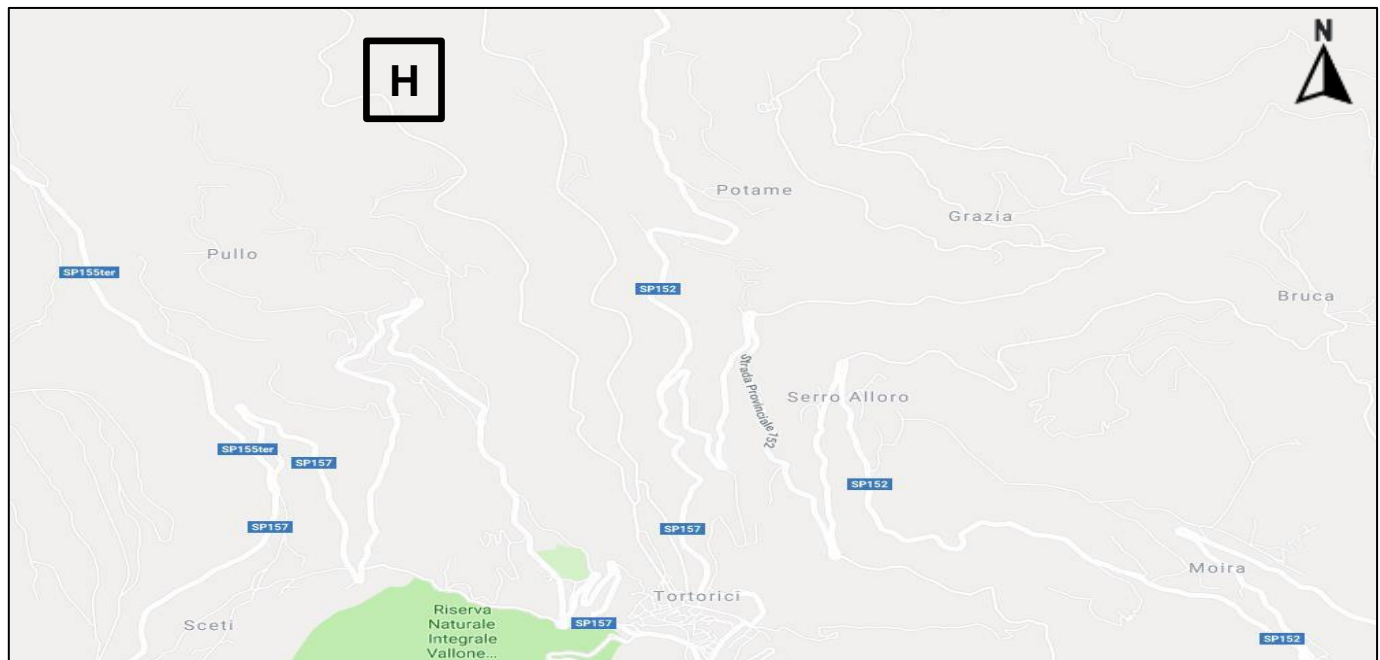 N
H
Potame
Grazia
Pullo
SP155ter
SP152
Bruca
Strada Provinciale 152
Serro Alloro
SP155ter
SP157
SP152
SP157
SP157
Moira
Tortorici
Riserva
Naturale
Integrale
Vallone...
SP157
Sceti
SP152